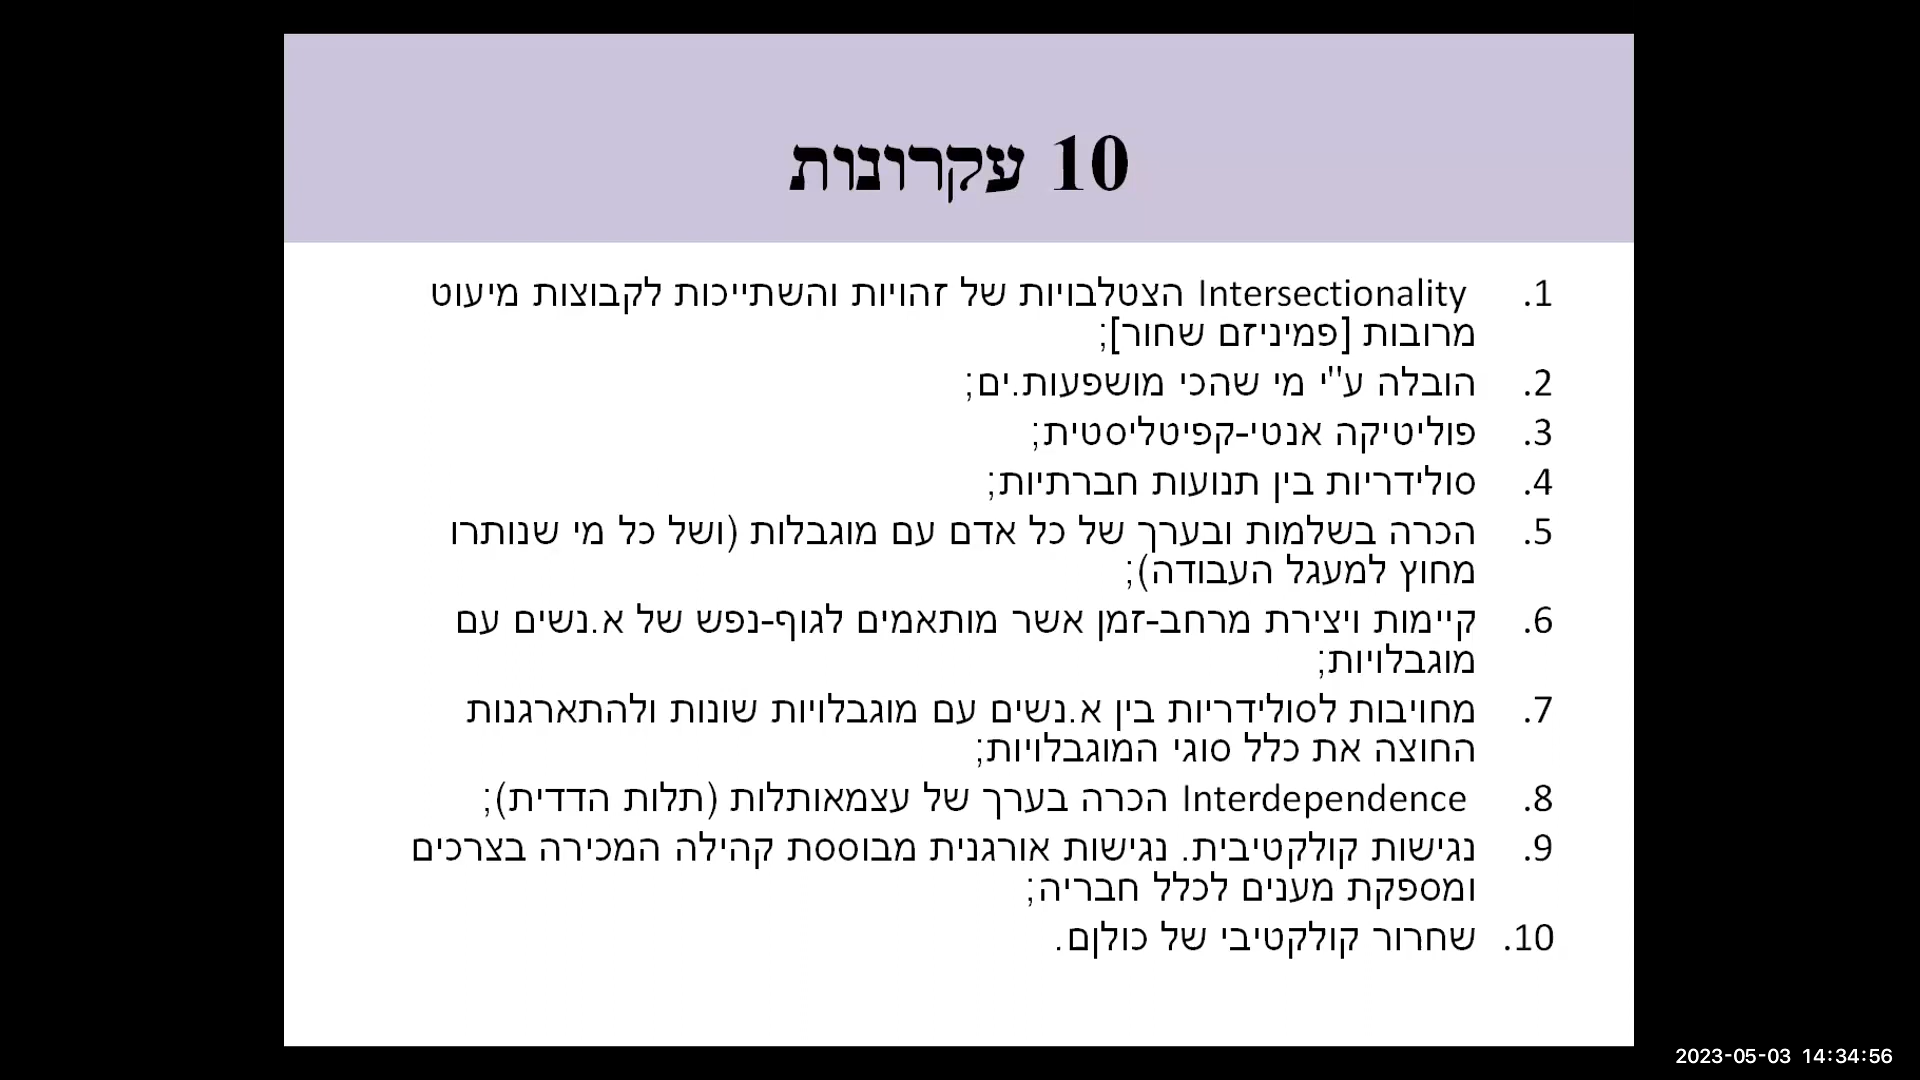 10 עקרונות
1. Intersectionality הצטלבויות של זהויות והשתייכות לקבוצות מיעוט
מרובות [פמיניזם שחור];
2. הובלה ע"י מי שהכי מושפעות.ים;
3. פוליטיקה אנטי-קפיטליסטית;
4. סולידריות בין תנועות חברתיות;
5. הכרה בשלמות ובערך של כל אדם עם מוגבלות (ושל כל מי שנותרו
מחוץ למעגל העבודה);
6. קיימות ויצירת מרחב-זמן אשר מותאמים לגוף-נפש של א.נשים עם
מוגבלויות;
7. מחויבות לסולידריות בין א.נשים עם מוגבלויות שונות ולהתארגנות
החוצה את כלל סוגי המוגבלויות;
8. Interdependence הכרה בערך של עצמאותלות (תלות הדדית);
9. נגישות קולקטיבית. נגישות אורגנית מבוססת קהילה המכירה בצרכים
ומספקת מענים לכלל חבריה;
10. שחרור קולקטיבי של כולןם.
2023-05-03 14:34:56